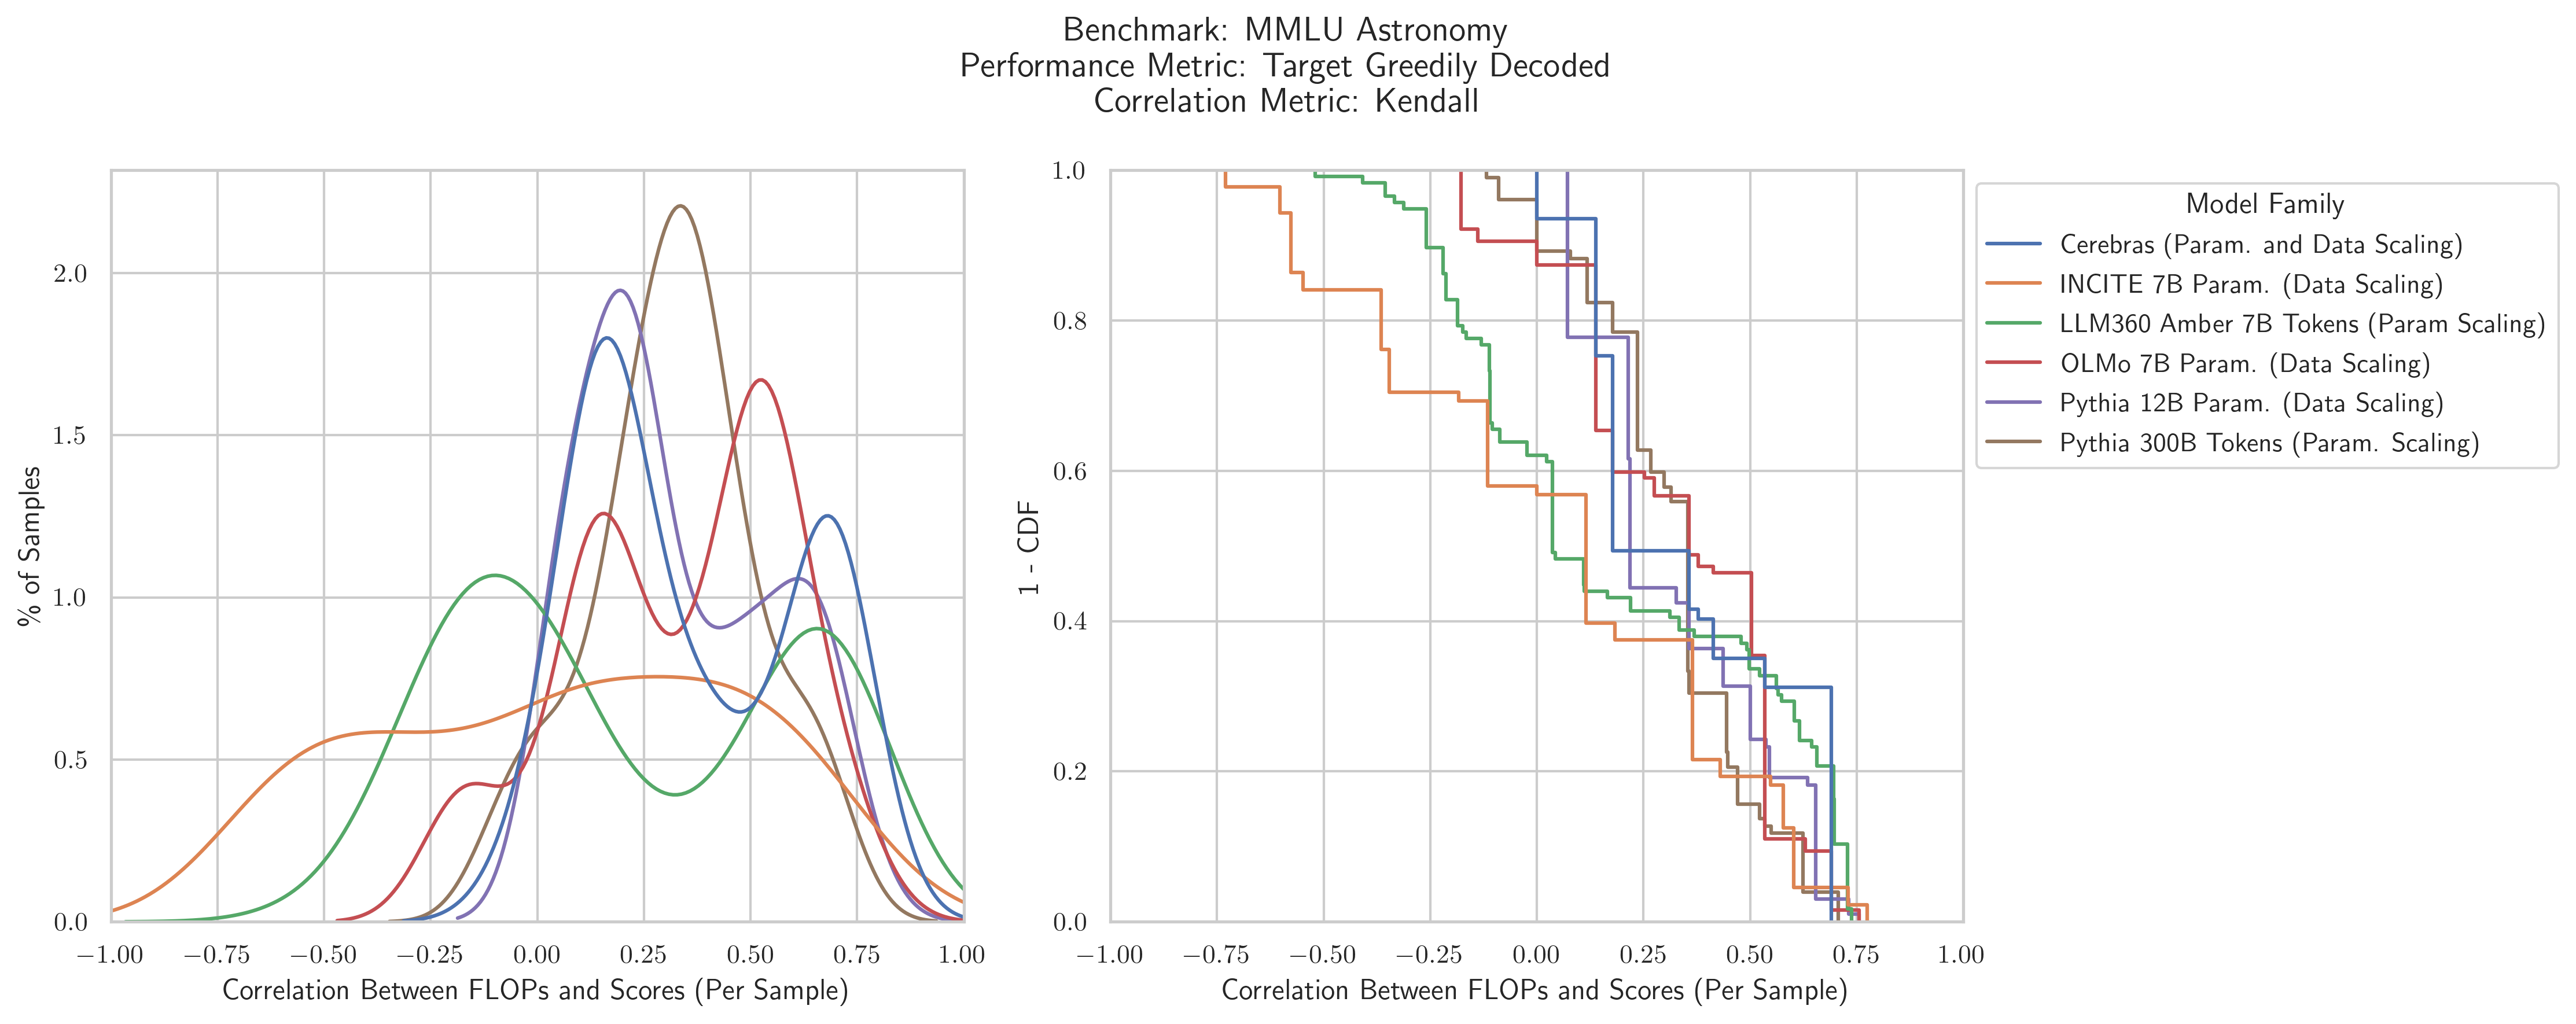 Benchmark: MMLU Astronomy
Performance Metric: Target Greedily Decoded
Correlation Metric: Kendall
% of Samples
2.0
1.5
1.0
0.5
0.0
−1.00 −0.75 −0.50 −0.25 0.00 0.25 0.50 0.75 1.00
Correlation Between FLOPs and Scores (Per Sample)
1 - CDF
1.0
0.8
0.6
0.4
0.2
0.0
−1.00 −0.75 −0.50 −0.25 0.00 0.25 0.50 0.75 1.00
Correlation Between FLOPs and Scores (Per Sample)
Model Family
Cerebras (Param. and Data Scaling)
INCITE 7B Param. (Data Scaling)
LLM360 Amber 7B Tokens (Param Scaling)
OLMo 7B Param. (Data Scaling)
Pythia 12B Param. (Data Scaling)
Pythia 300B Tokens (Param. Scaling)